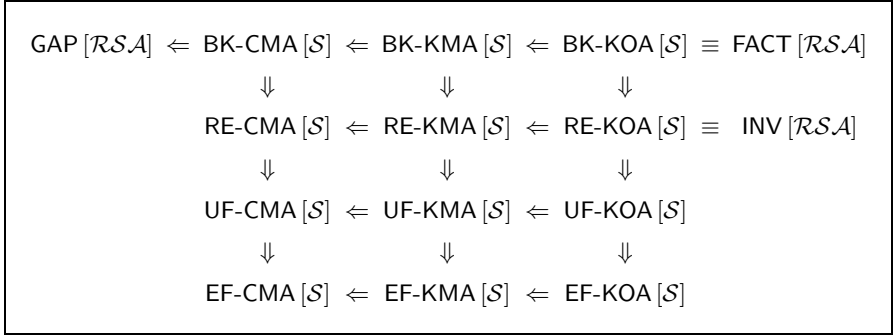 GAP [ℛ𝒮𝒜] ⇐ BK-CMA [𝒮] ⇐ BK-KMA [𝒮] ⇐ BK-KOA [𝒮] ≡ FACT [ℛ𝒮𝒜]
⇓ ⇓ ⇓
RE-CMA [𝒮] ⇐ RE-KMA [𝒮] ⇐ RE-KOA [𝒮] ≡ INV [ℛ𝒮𝒜]
⇓ ⇓ ⇓
UF-CMA [𝒮] ⇐ UF-KMA [𝒮] ⇐ UF-KOA [𝒮]
⇓ ⇓ ⇓
EF-CMA [𝒮] ⇐ EF-KMA [𝒮] ⇐ EF-KOA [𝒮]